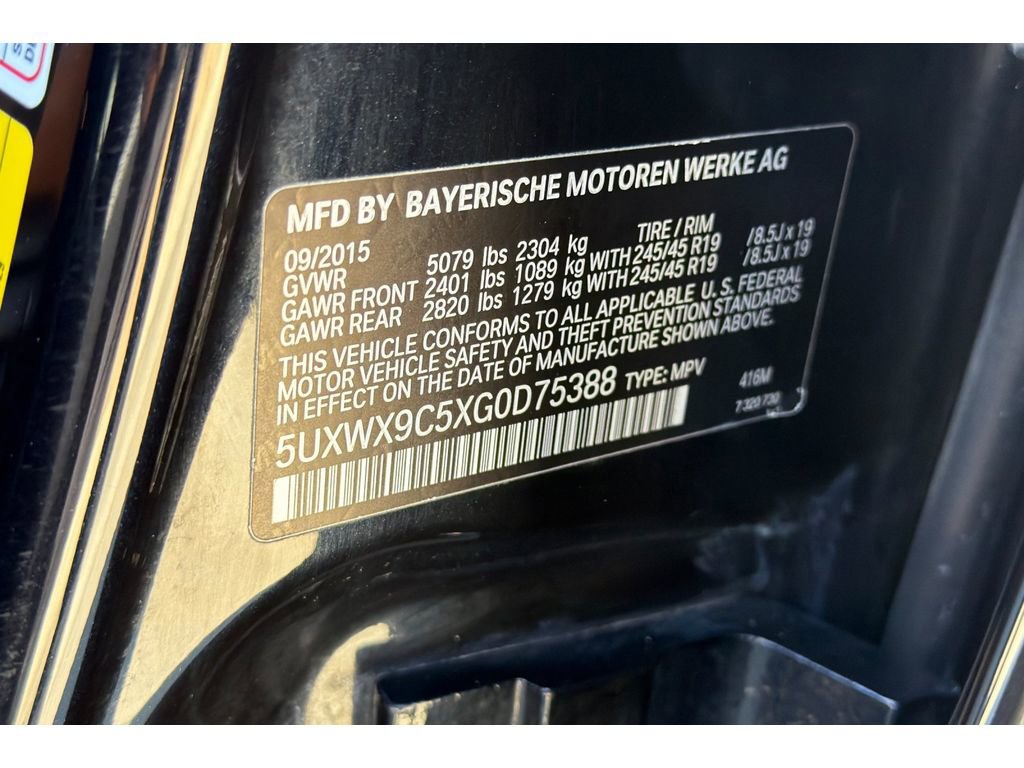 MFD BY BAYERISCHE MOTOREN WERKE AG
09/2015 TIRE / RIM
GVWR 5079 lbs 2304 kg
GAWR FRONT 2401 lbs 1089 kg WITH 245/45 R19 /8.5J x 19
GAWR REAR 2820 lbs 1279 kg WITH 245/45 R19 /8.5J x 19
THIS VEHICLE CONFORMS TO ALL APPLICABLE U. S. FEDERAL
MOTOR VEHICLE SAFETY AND THEFT PREVENTION STANDARDS
IN EFFECT ON THE DATE OF MANUFACTURE SHOWN ABOVE.
5UXWX9C5XG0D75388 TYPE: MPV 416M
7 320 730